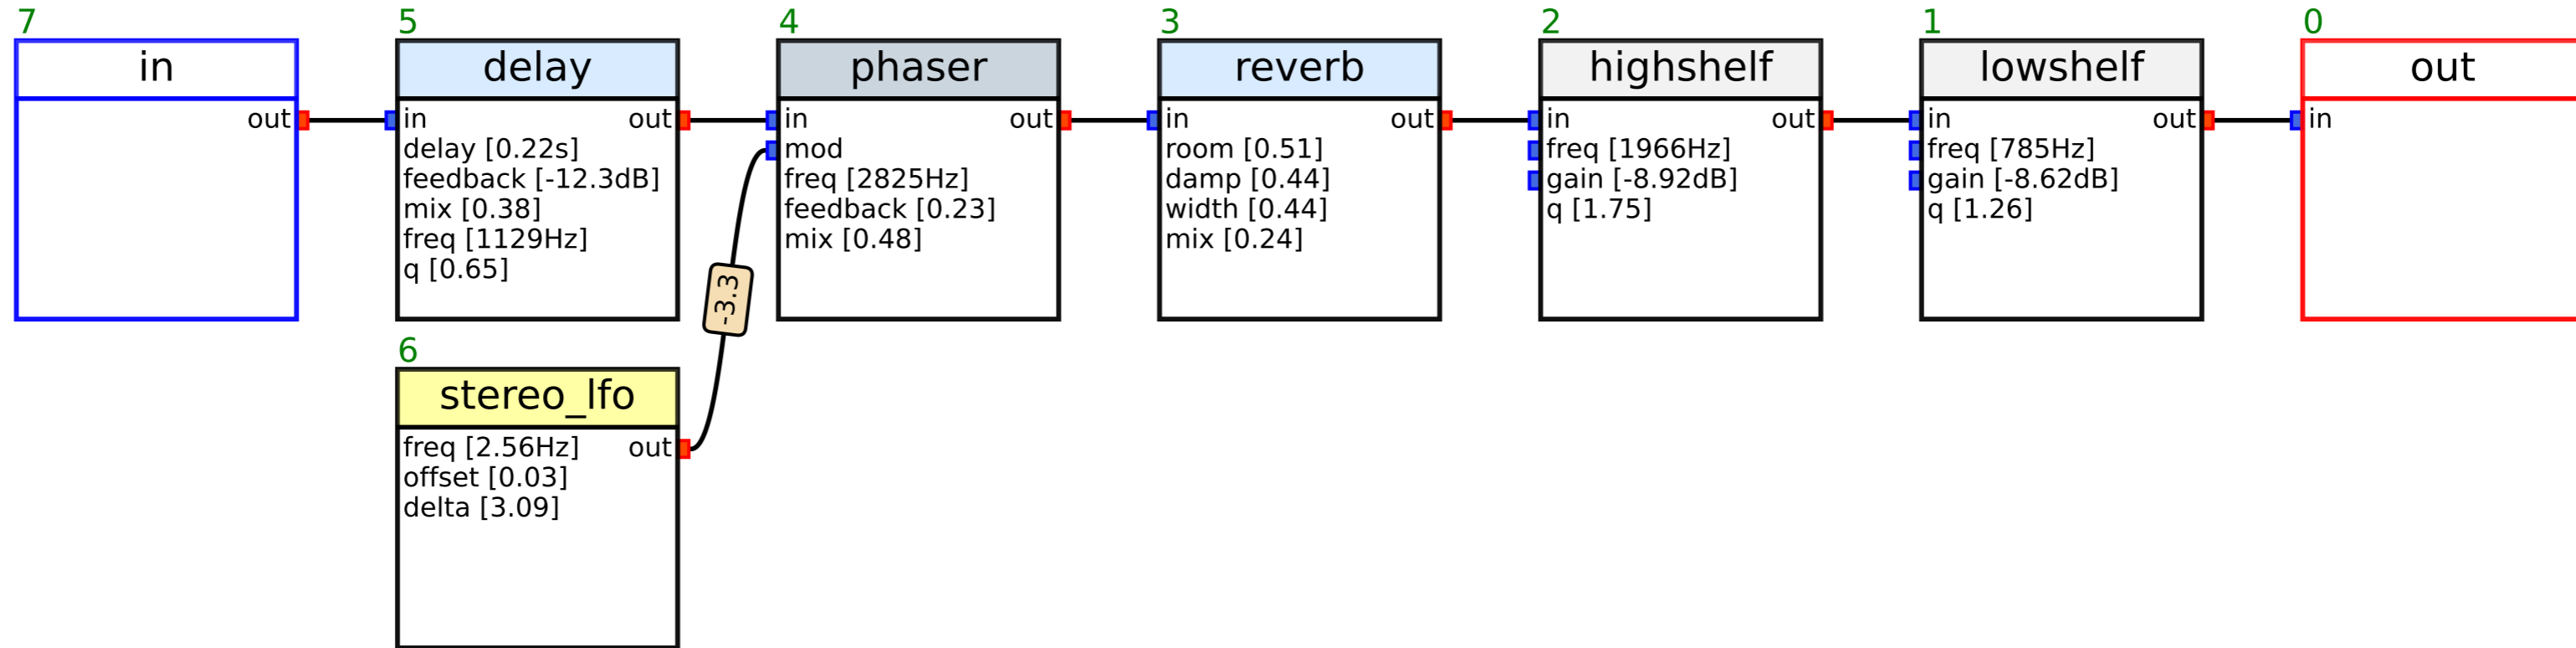 7
in
out
5
delay
in out
delay [0.22s]
feedback [-12.3dB]
mix [0.38]
freq [1129Hz]
q [0.65]
4
phaser
in out
mod
freq [2825Hz]
feedback [0.23]
mix [0.48]
3
reverb
in out
room [0.51]
damp [0.44]
width [0.44]
mix [0.24]
2
highshelf
in out
freq [1966Hz]
gain [-8.92dB]
q [1.75]
1
lowshelf
in out
freq [785Hz]
gain [-8.62dB]
q [1.26]
0
out
in
-3.3
6
stereo_lfo
freq [2.56Hz] out
offset [0.03]
delta [3.09]